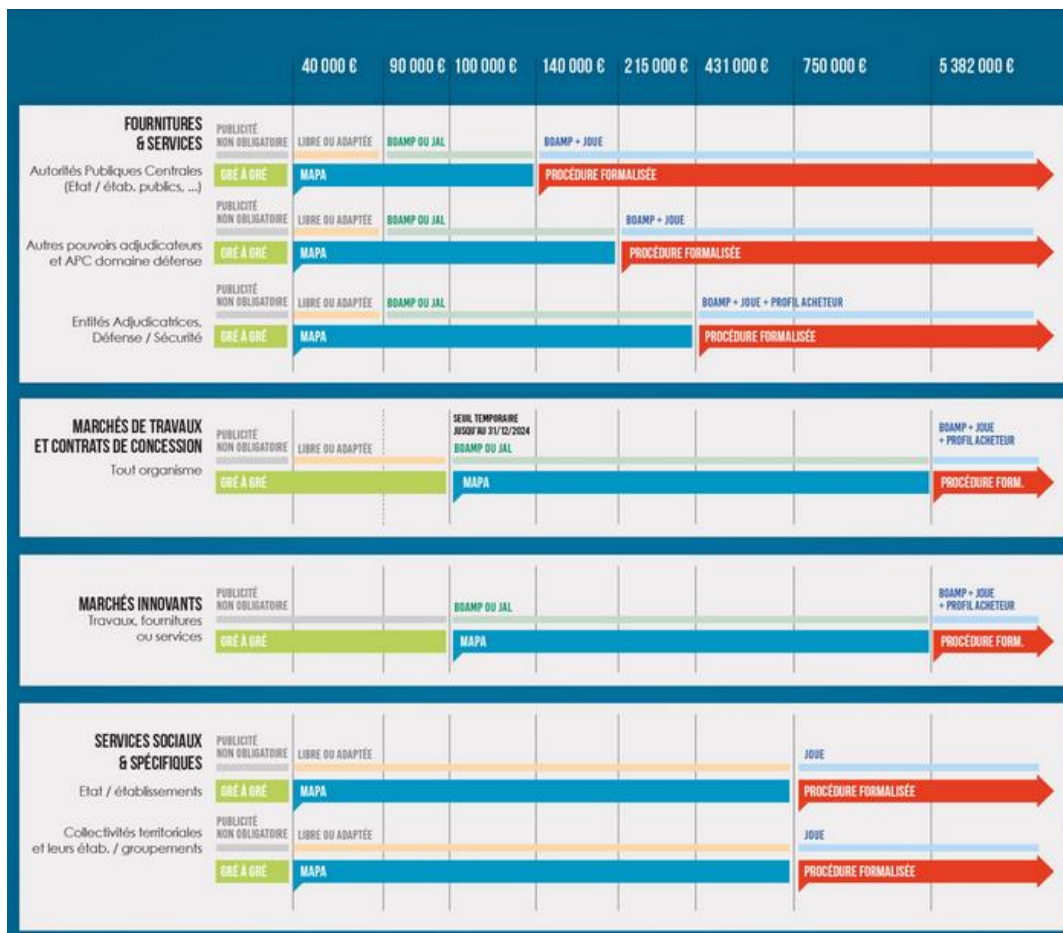 40 000 € 90 000 € 100 000 € 140 000 € 215 000 € 431 000 € 750 000 € 5 382 000 €
FOURNITURES
& SERVICES
Autorités Publiques Centrales
(Etat / étab. publics, ...)
PUBLICITÉ
NON OBLIGATOIRE
LIBRE OU ADAPTÉE
BOAMP OU JAL
BOAMP + JOUE
GRÉ À GRÉ
MAPA
PROCÉDURE FORMALISÉE
Autres pouvoirs adjudicateurs
et APC domaine défense
PUBLICITÉ
NON OBLIGATOIRE
LIBRE OU ADAPTÉE
BOAMP OU JAL
BOAMP + JOUE
GRÉ À GRÉ
MAPA
PROCÉDURE FORMALISÉE
Entités Adjudicatrices,
Défense / Sécurité
PUBLICITÉ
NON OBLIGATOIRE
LIBRE OU ADAPTÉE
BOAMP OU JAL
BOAMP + JOUE + PROFIL ACHETEUR
GRÉ À GRÉ
MAPA
PROCÉDURE FORMALISÉE
MARCHÉS DE TRAVAUX
ET CONTRATS DE CONCESSION
Tout organisme
PUBLICITÉ
NON OBLIGATOIRE
LIBRE OU ADAPTÉE
SEUIL TEMPORAIRE
JUSQU'AU 31/12/2024
BOAMP OU JAL
BOAMP + JOUE
+ PROFIL ACHETEUR
GRÉ À GRÉ
MAPA
PROCÉDURE FORM.
MARCHÉS INNOVANTS
Travaux, fournitures
ou services
PUBLICITÉ
NON OBLIGATOIRE
BOAMP OU JAL
BOAMP + JOUE
+ PROFIL ACHETEUR
GRÉ À GRÉ
MAPA
PROCÉDURE FORM.
SERVICES SOCIAUX
& SPÉCIFIQUES
Etat / établissements
PUBLICITÉ
NON OBLIGATOIRE
LIBRE OU ADAPTÉE
JOUE
GRÉ À GRÉ
MAPA
PROCÉDURE FORMALISÉE
Collectivités territoriales
et leurs étab. / groupements
PUBLICITÉ
NON OBLIGATOIRE
LIBRE OU ADAPTÉE
JOUE
GRÉ À GRÉ
MAPA
PROCÉDURE FORMALISÉE